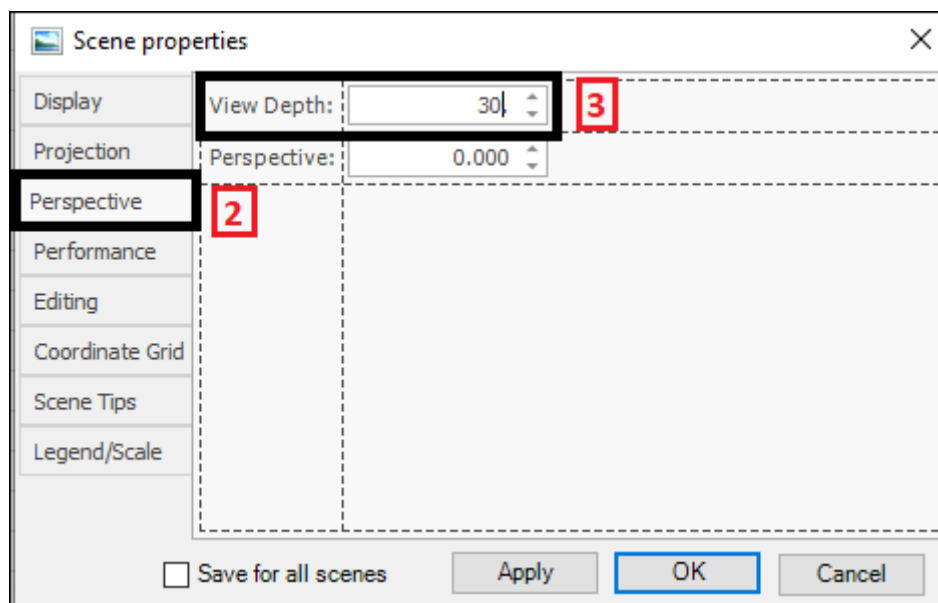 Scene properties
Display
View Depth: 30. 3
Projection
Perspective: 0.000
Perspective
2
Performance
Editing
Coordinate Grid
Scene Tips
Legend/Scale
Save for all scenes Apply OK Cancel